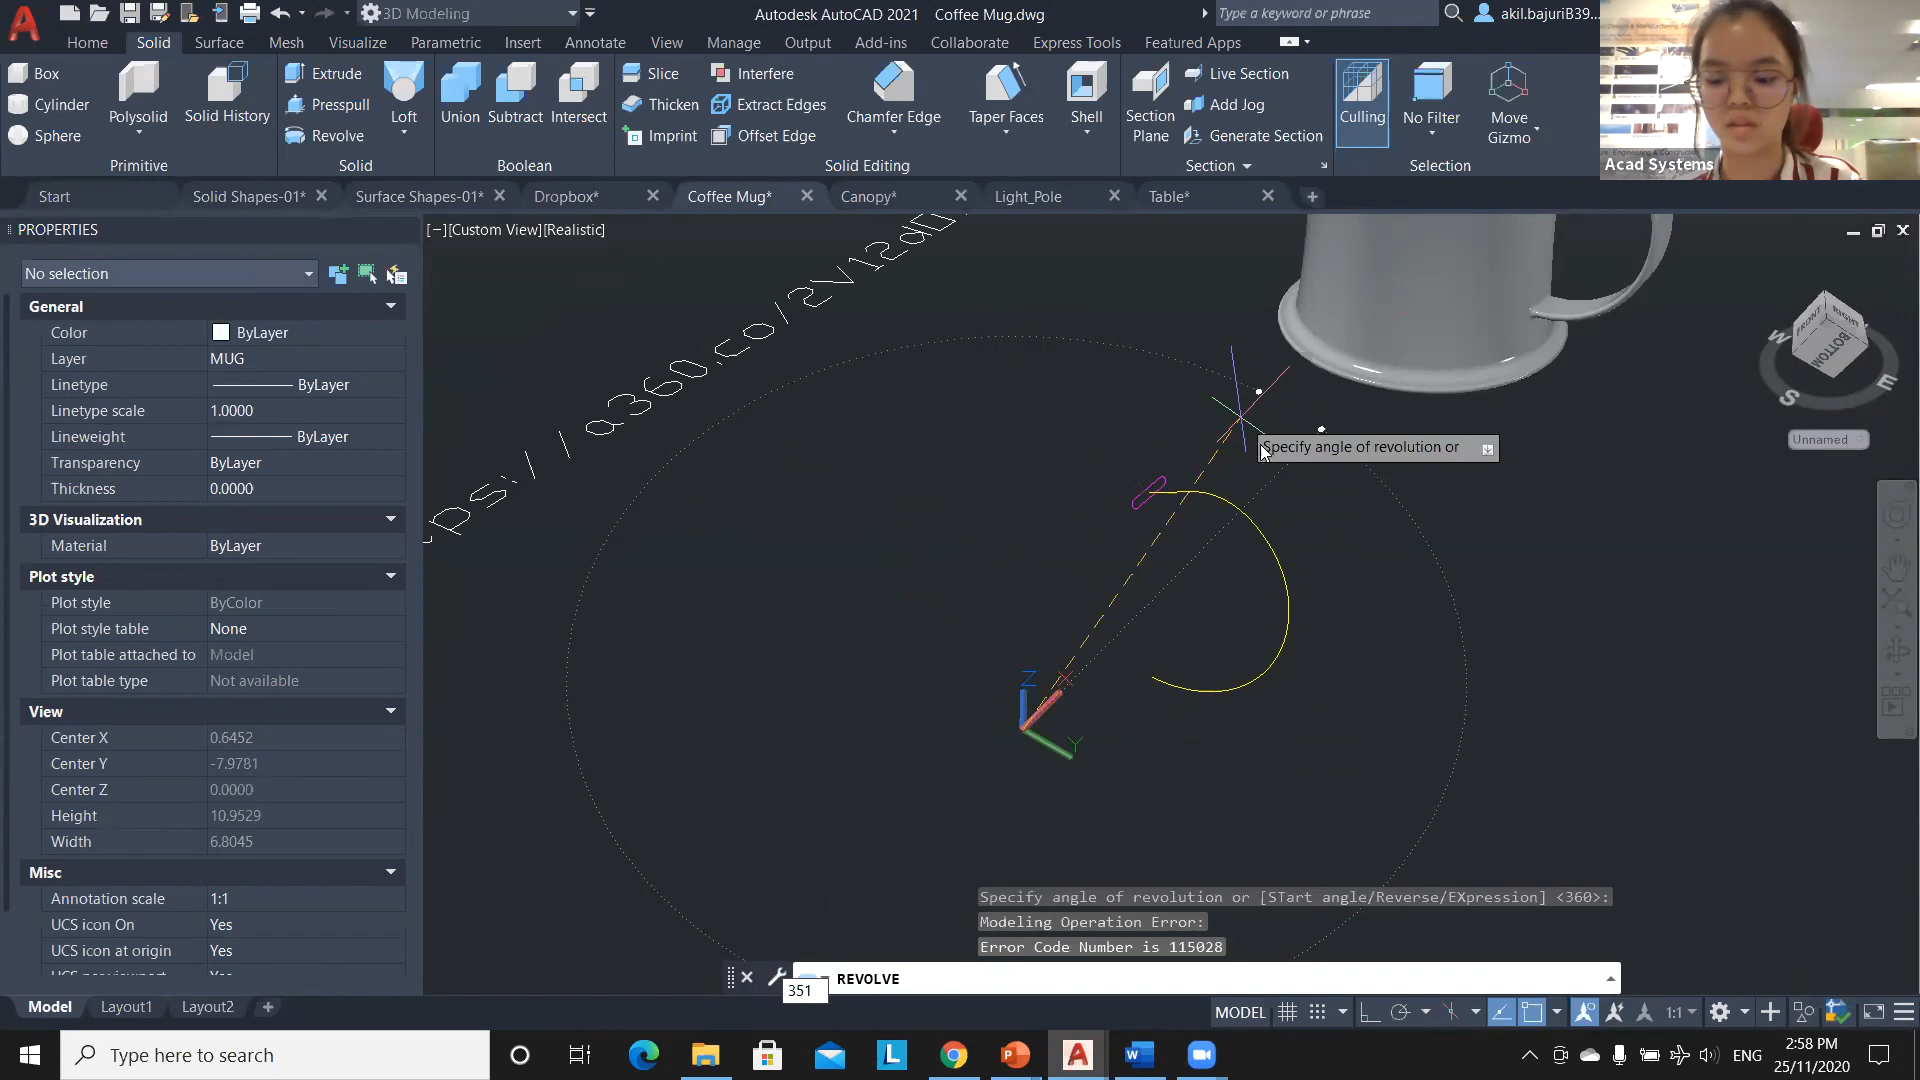 3D Modeling
Autodesk AutoCAD 2021 Coffee Mug.dwg
Type a keyword or phrase
akil.bajuriB39...
Home Solid Surface Mesh Visualize Parametric Insert Annotate View Manage Output Add-ins Collaborate Express Tools Featured Apps
Box
Cylinder
Sphere
Polysolid
Solid History
Primitive
Extrude
Presspull
Revolve
Loft
Solid
Union
Subtract
Intersect
Boolean
Slice
Thicken
Imprint
Interfere
Extract Edges
Offset Edge
Chamfer Edge
Taper Faces
Shell
Solid Editing
Section
Plane
Live Section
Add Jog
Generate Section
Section
Culling
No Filter
Move
Gizmo
Selection
Acad Systems
Start Solid Shapes-01* Surface Shapes-01* Dropbox* Coffee Mug* Canopy* Light_Pole Table*
PROPERTIES
No selection
General
Color ByLayer
Layer MUG
Linetype ByLayer
Linetype scale 1.0000
Lineweight ByLayer
Transparency ByLayer
Thickness 0.0000
3D Visualization
Material ByLayer
Plot style
Plot style ByColor
Plot style table None
Plot table attached to Model
Plot table type Not available
View
Center X 0.6452
Center Y -7.9781
Center Z 0.0000
Height 10.9529
Width 6.8045
Misc
Annotation scale 1:1
UCS icon On Yes
UCS icon at origin Yes
[−][Custom View][Realistic]
FRONT
RIGHT
BOTTOM
W
S
E
Unnamed
Specify angle of revolution or
Z
X
Y
Specify angle of revolution or [STart angle/Reverse/EXpression] <360>:
Modeling Operation Error:
Error Code Number is 115028
REVOLVE
351
Model Layout1 Layout2
MODEL
1:1
Type here to search
ENG
2:58 PM
25/11/2020